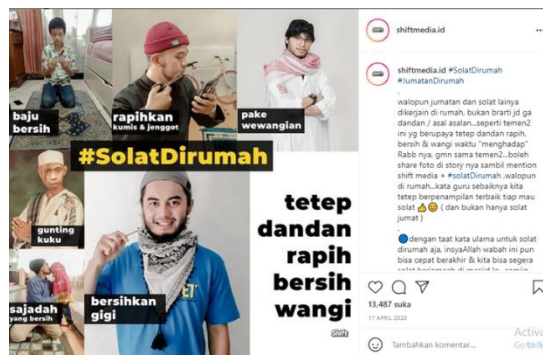 baju
bersih
rapihkan
kumis & jenggot
pake
wewangian
#SolatDirumah
gunting
kuku
sajadah
yang bersih
bersihkan
gigi
tetep
dandan
rapih
bersih
wangi
Shift
shiftmedia.id
shiftmedia.id #SolatDirumah
#JumatanDirumah
.
walopun jumatan dan solat lainya
dikerjain di rumah, bukan brarti jd ga
dandan / asal asalan...seperti temen2
ini yg berupaya tetep dandan rapih,
bersih & wangi waktu "menghadap"
Rabb nya, gmn sama temen2...boleh
share foto di story nya sambil mention
shift media + #solatDirumah ,walopun
di rumah...kata guru sebaiknya kita
tetep berpenampilan terbaik tiap mau
solat 👍😊 ( dan bukan hanya solat
jumat )
.
🔵dengan taat kata ulama untuk solat
dirumah aja, insyaAllah wabah ini pun
bisa cepat berakhir & kita bisa segera
13.487 suka
17 APRIL 2020
Tambahkan komentar...